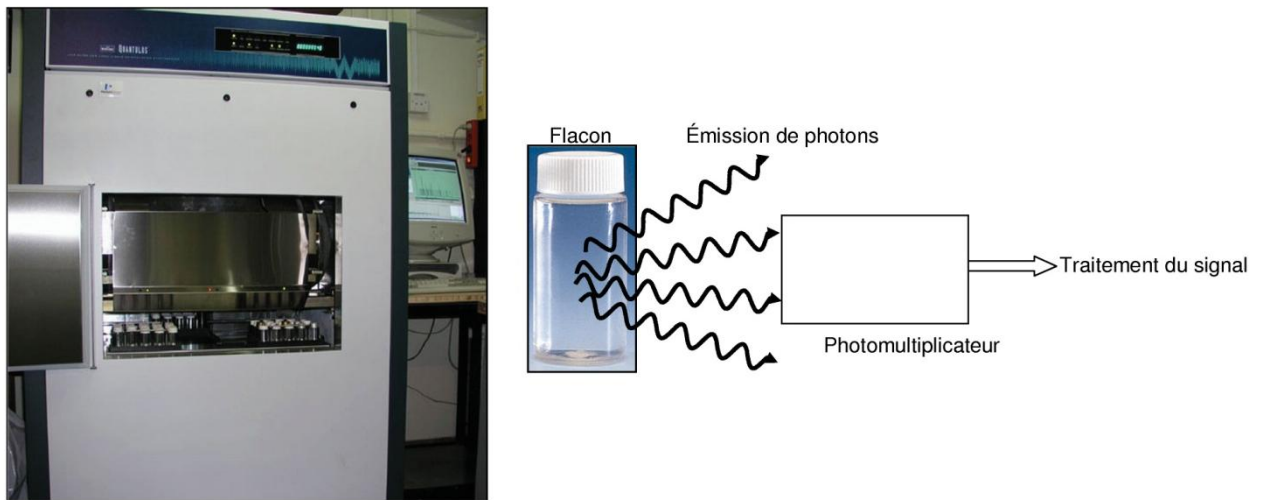 QUANTULUS
Flacon
Émission de photons
Traitement du signal
Photomultiplicateur